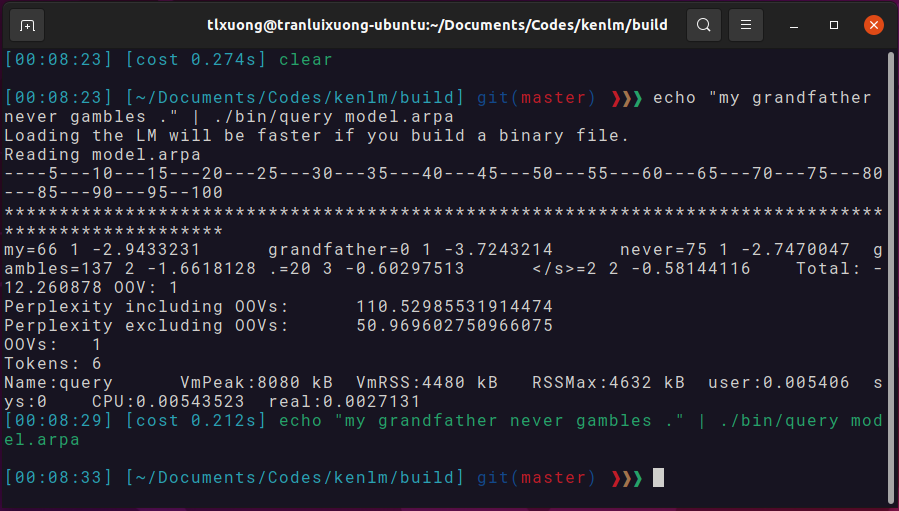 tlxuong@tranluixuong-ubuntu:~/Documents/Codes/kenlm/build
[00:08:23] [cost 0.274s] clear
[00:08:23] [~/Documents/Codes/kenlm/build] git(master) ❯❯❯ echo "my grandfather
never gambles ." | ./bin/query model.arpa
Loading the LM will be faster if you build a binary file.
Reading model.arpa
----5---10---15---20---25---30---35---40---45---50---55---60---65---70---75---80
---85---90---95--100
********************************************************************************
********************
my=66 1 -2.9433231 grandfather=0 1 -3.7243214 never=75 1 -2.7470047 g
ambles=137 2 -1.6618128 .=20 3 -0.60297513 </s>=2 2 -0.58144116 Total: -
12.260878 OOV: 1
Perplexity including OOVs: 110.52985531914474
Perplexity excluding OOVs: 50.969602750966075
OOVs: 1
Tokens: 6
Name:query VmPeak:8080 kB VmRSS:4480 kB RSSMax:4632 kB user:0.005406 s
ys:0 CPU:0.00543523 real:0.0027131
[00:08:29] [cost 0.212s] echo "my grandfather never gambles ." | ./bin/query mod
el.arpa
[00:08:33] [~/Documents/Codes/kenlm/build] git(master) ❯❯❯